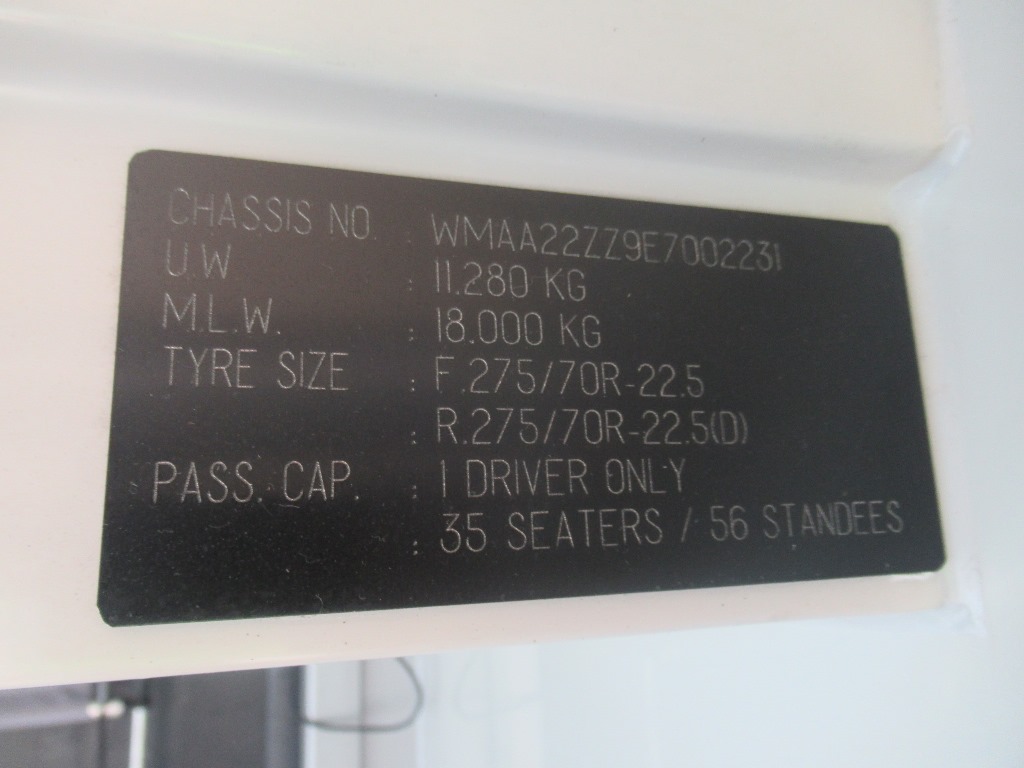 CHASSIS NO. : WMAA22ZZ9E7002231
U.W : 11.280 KG
M.L.W. : 18.000 KG
TYRE SIZE : F.275/70R-22.5
: R.275/70R-22.5(D)
PASS. CAP. : 1 DRIVER ONLY
: 35 SEATERS / 56 STANDEES